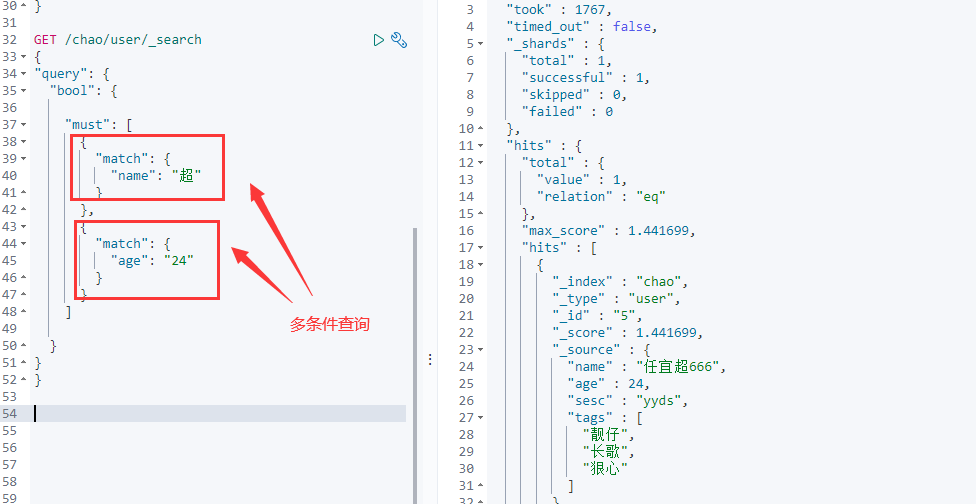 30 }
31
32 GET /chao/user/_search
33 {
34 "query": {
35 "bool": {
36
37 "must": [
38 {
39 "match": {
40 "name": "超"
41 }
42 },
43 {
44 "match": {
45 "age": "24"
46 }
47 }
48 ]
49
50 }
51 }
52 }
53
54
55
56
57
58
59
多条件查询
3 "took" : 1767,
4 "timed_out" : false,
5 "_shards" : {
6 "total" : 1,
7 "successful" : 1,
8 "skipped" : 0,
9 "failed" : 0
10 },
11 "hits" : {
12 "total" : {
13 "value" : 1,
14 "relation" : "eq"
15 },
16 "max_score" : 1.441699,
17 "hits" : [
18 {
19 "_index" : "chao",
20 "_type" : "user",
21 "_id" : "5",
22 "_score" : 1.441699,
23 "_source" : {
24 "name" : "任宜超666",
25 "age" : 24,
26 "sesc" : "yyds",
27 "tags" : [
28 "靓仔",
29 "长歌",
30 "狠心"
31 ]
32 }